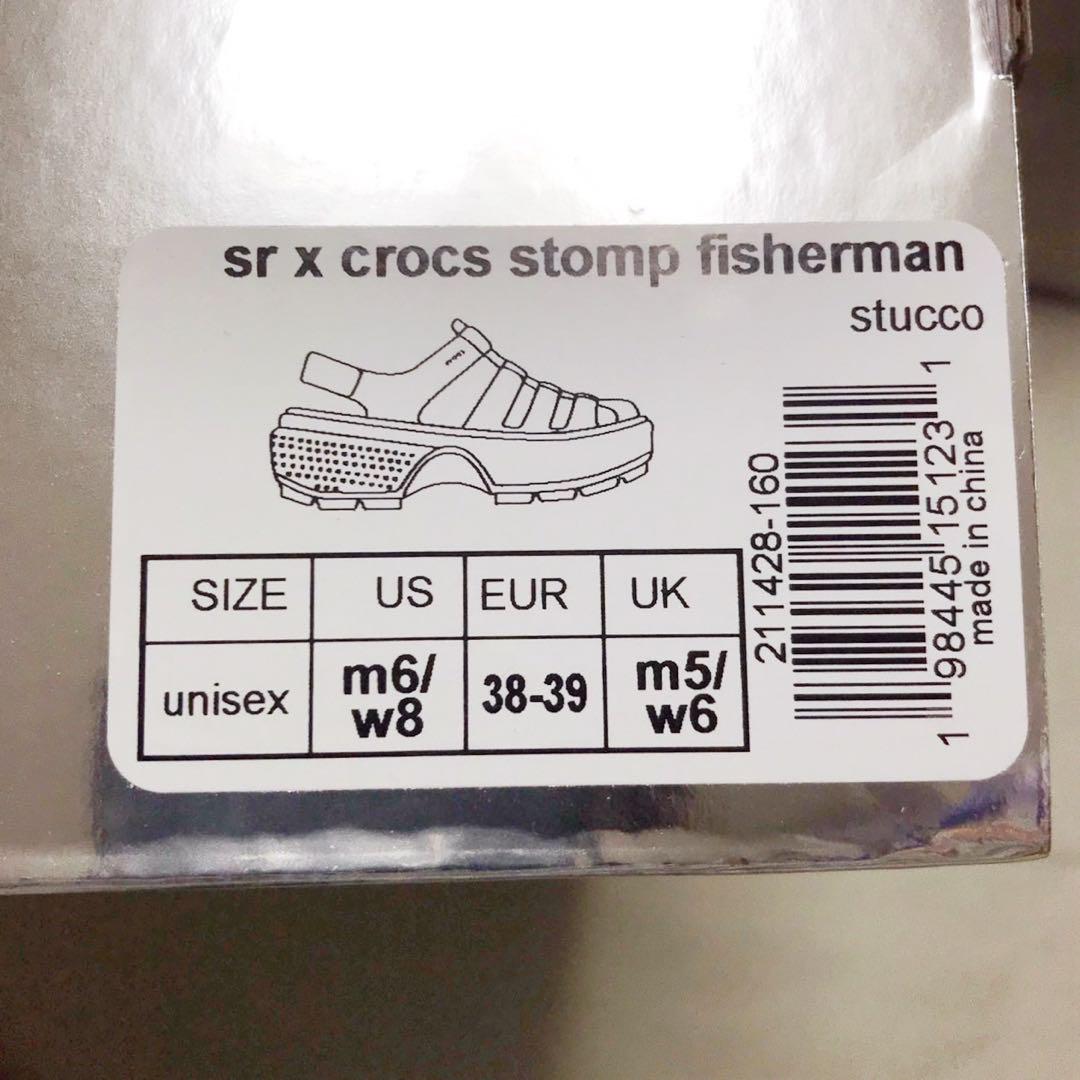 sr x crocs stomp fisherman
stucco
SIZE US EUR UK
unisex m6/ w8 38-39 m5/ w6
211428-160
1 98445 15123 1
made in china